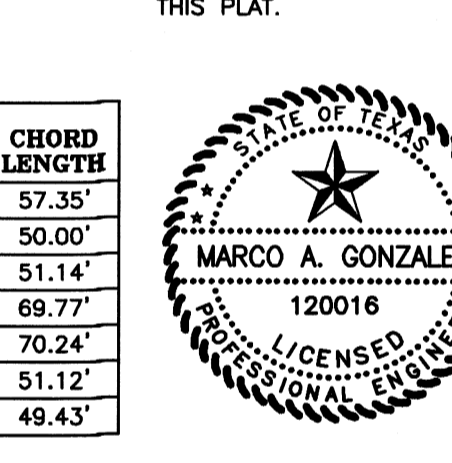 THIS PLAT.
CHORD
LENGTH
57.35'
50.00'
51.14'
69.77'
70.24'
51.12'
49.43'
STATE OF TEXAS
MARCO A. GONZALE
120016
LICENSED
PROFESSIONAL ENGINE